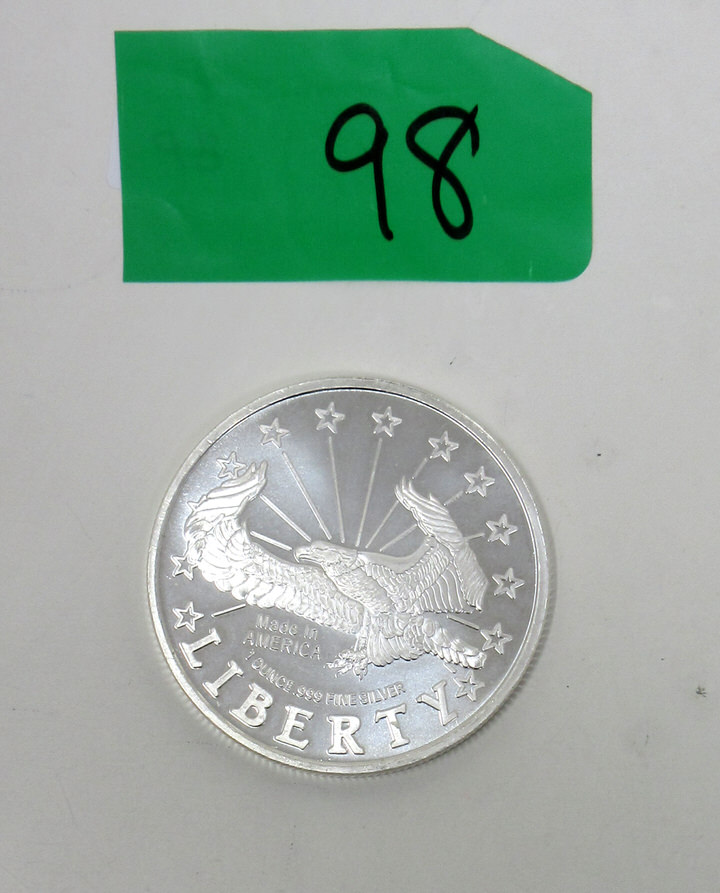 98
Made in
AMERICA
1 OUNCE .999 FINE SILVER
LIBERTY